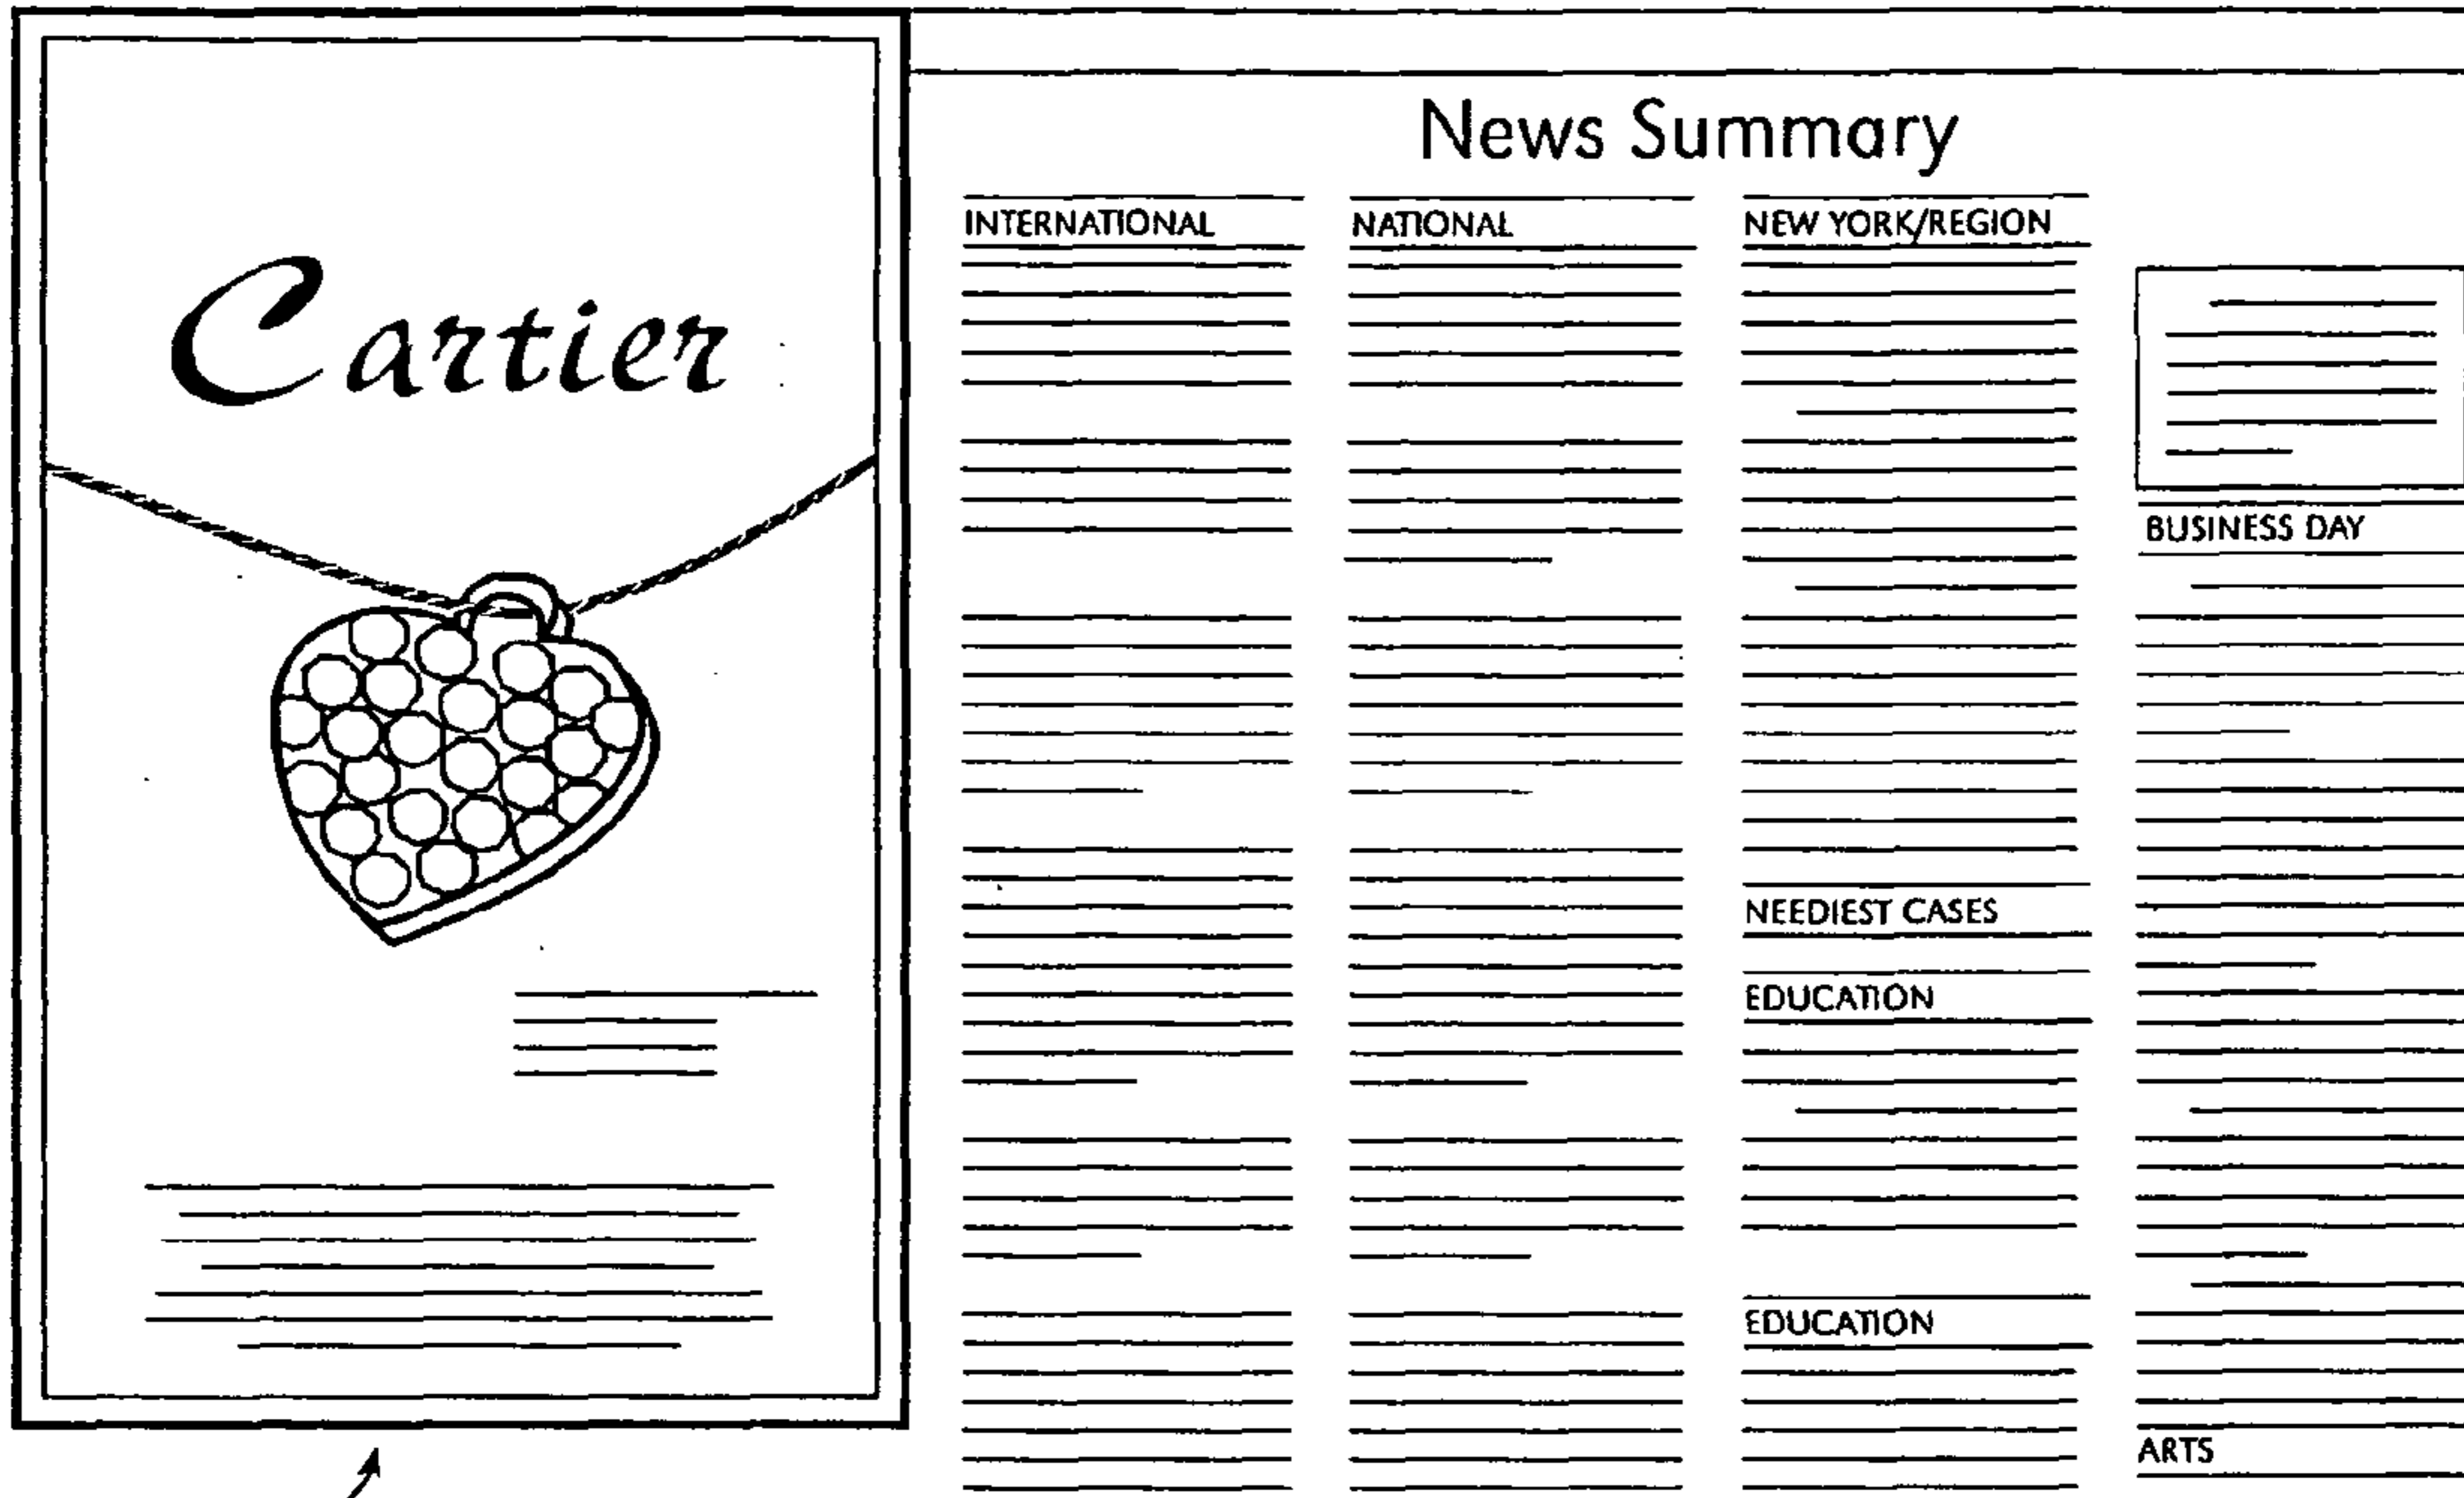 Cartier
News Summary
INTERNATIONAL
NATIONAL
NEW YORK/REGION
NEEDIEST CASES
EDUCATION
EDUCATION
BUSINESS DAY
ARTS